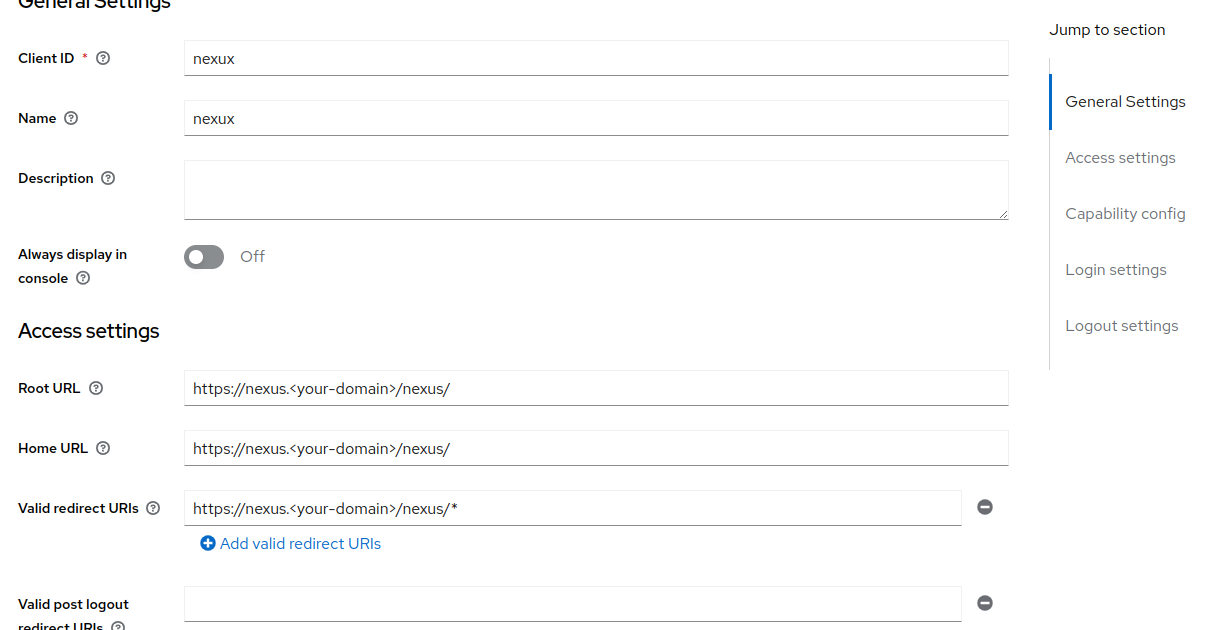 General Settings
Jump to section
Client ID *
nexux
General Settings
Name
nexux
Access settings
Description
Capability config
Always display in
console
Off
Login settings
Access settings
Logout settings
Root URL
https://nexus.<your-domain>/nexus/
Home URL
https://nexus.<your-domain>/nexus/
Valid redirect URIs
https://nexus.<your-domain>/nexus/*
Add valid redirect URIs
Valid post logout
redirect URIs